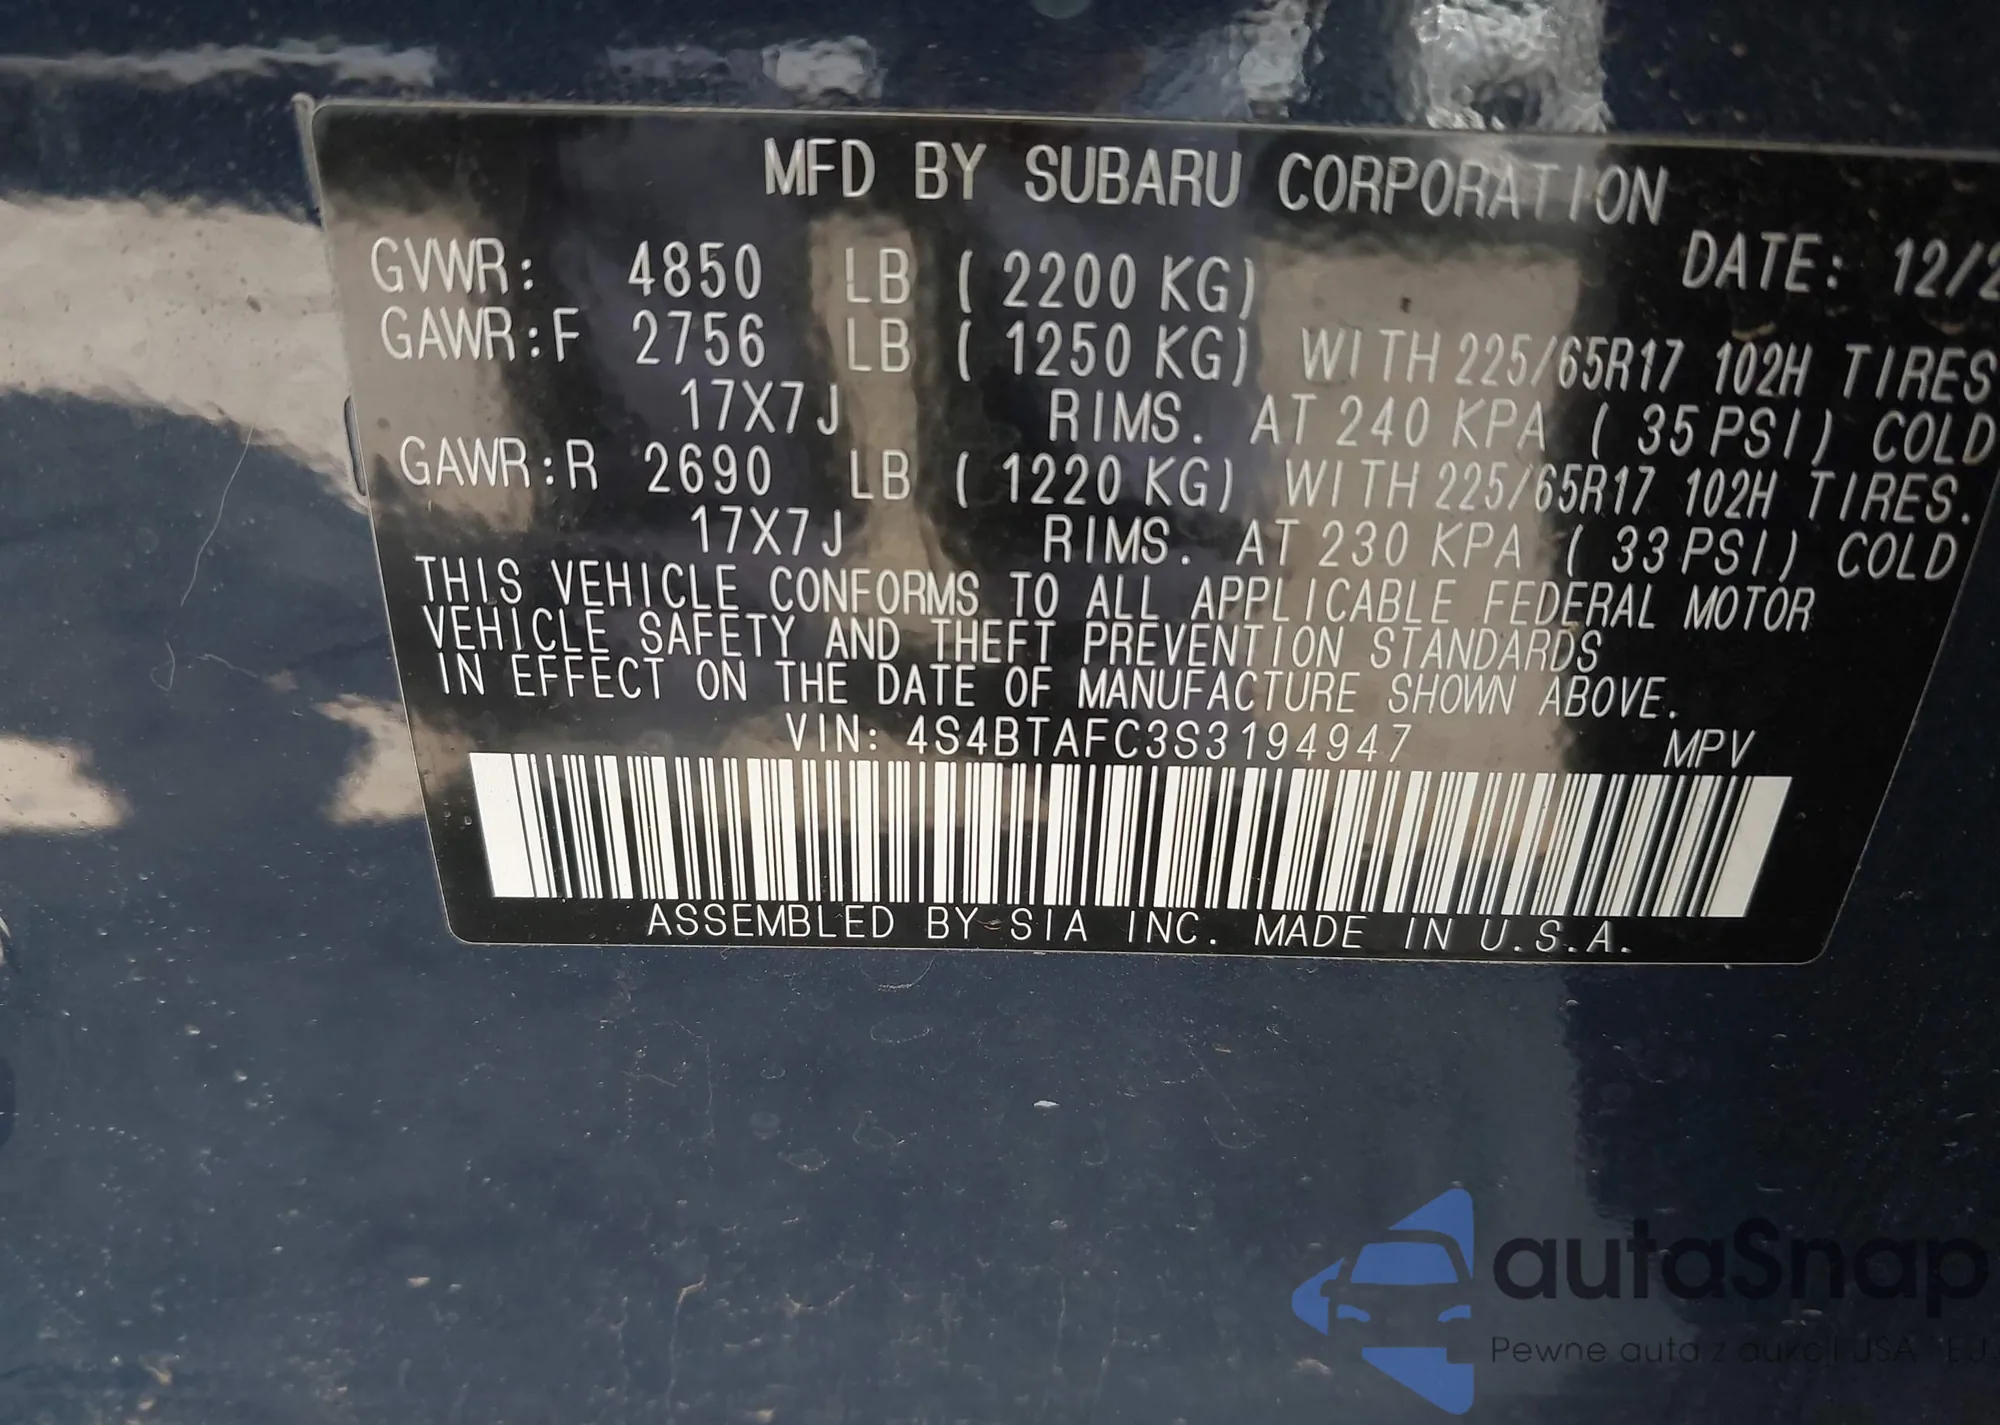 MFD BY SUBARU CORPORATION
DATE: 12/2
GVWR: 4850 LB ( 2200 KG)
GAWR:F 2756 LB ( 1250 KG) WITH 225/65R17 102H TIRES
17X7J RIMS. AT 240 KPA ( 35 PSI) COLD
GAWR:R 2690 LB ( 1220 KG) WITH 225/65R17 102H TIRES.
17X7J RIMS. AT 230 KPA ( 33 PSI) COLD
THIS VEHICLE CONFORMS TO ALL APPLICABLE FEDERAL MOTOR
VEHICLE SAFETY AND THEFT PREVENTION STANDARDS
IN EFFECT ON THE DATE OF MANUFACTURE SHOWN ABOVE.
VIN: 4S4BTAFC3S3194947 MPV
ASSEMBLED BY SIA INC. MADE IN U.S.A.
autaSnap
Pewne auta z aukcji USA